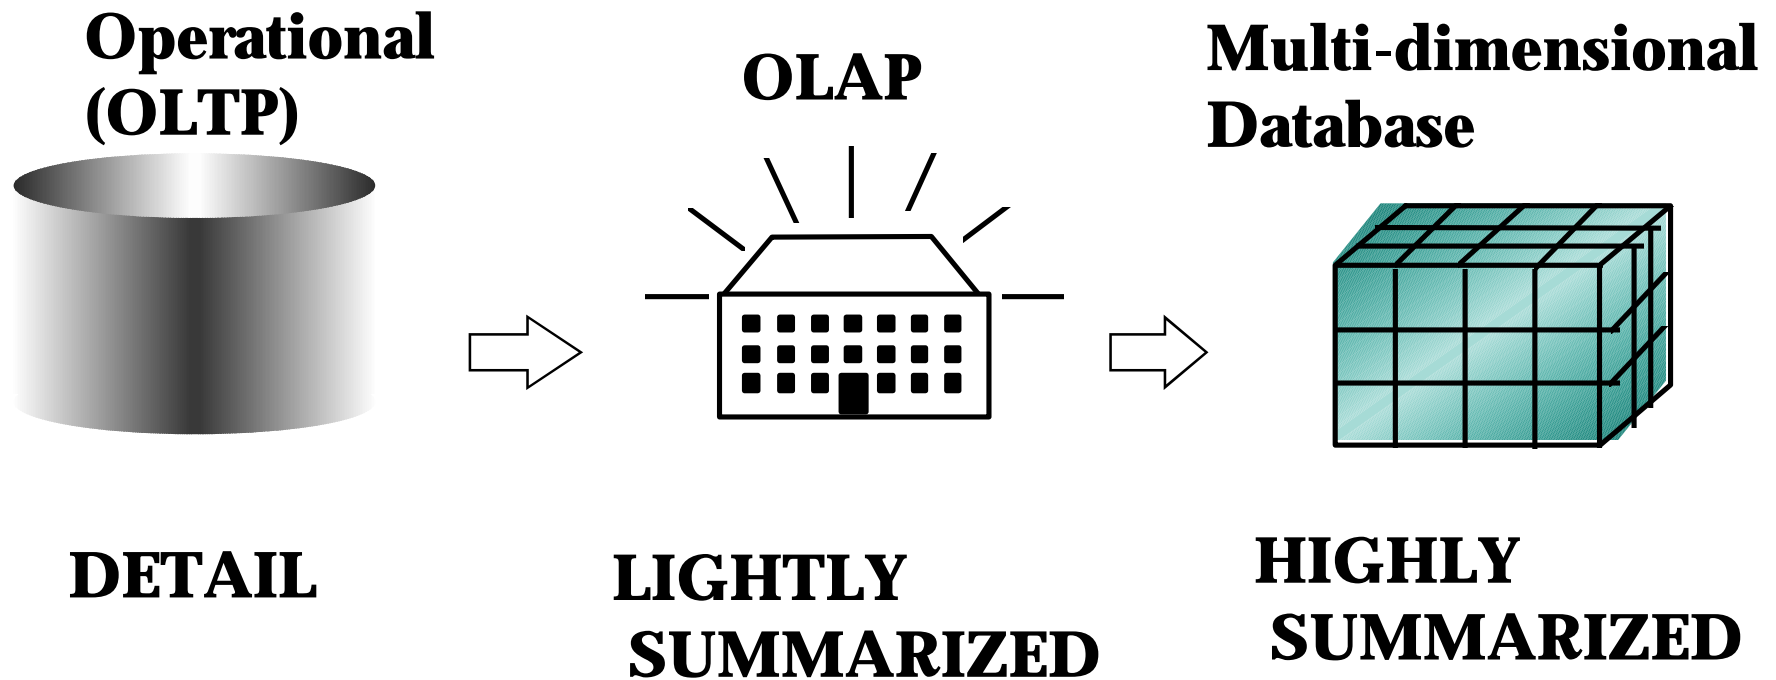 Operational
(OLTP)
OLAP
Multi-dimensional
Database
DETAIL
LIGHTLY
SUMMARIZED
HIGHLY
SUMMARIZED